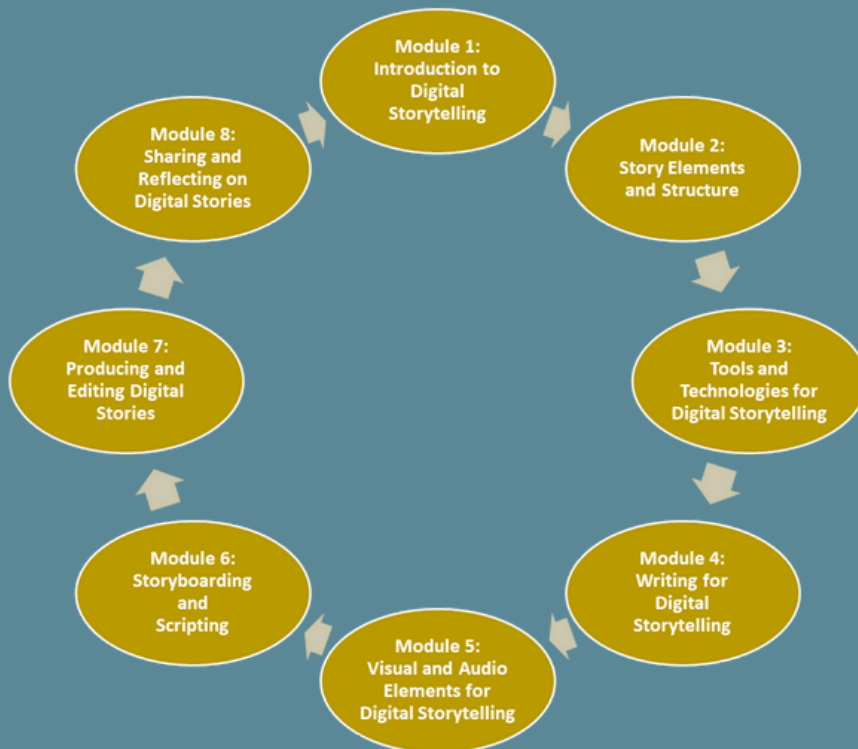 Module 1:
Introduction to
Digital
Storytelling
Module 2:
Story Elements
and Structure
Module 3:
Tools and
Technologies for
Digital Storytelling
Module 4:
Writing for
Digital
Storytelling
Module 5:
Visual and Audio
Elements for
Digital Storytelling
Module 6:
Storyboarding
and
Scripting
Module 7:
Producing and
Editing Digital
Stories
Module 8:
Sharing and
Reflecting on
Digital Stories